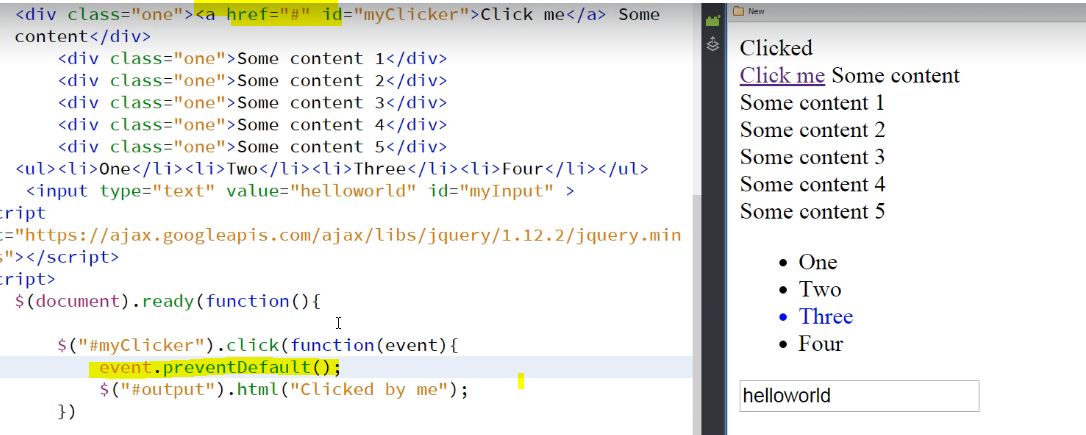 <div class="one"><a href="#" id="myClicker">Click me</a> Some
content</div>
<div class="one">Some content 1</div>
<div class="one">Some content 2</div>
<div class="one">Some content 3</div>
<div class="one">Some content 4</div>
<div class="one">Some content 5</div>
<ul><li>One</li><li>Two</li><li>Three</li><li>Four</li></ul>
<input type="text" value="helloworld" id="myInput" >
cript
="https://ajax.googleapis.com/ajax/libs/jquery/1.12.2/jquery.min
s"></script>
cript>
$(document).ready(function(){
$("#myClicker").click(function(event){
event.preventDefault();
$("#output").html("Clicked by me");
})
New
Clicked
Click me Some content
Some content 1
Some content 2
Some content 3
Some content 4
Some content 5
• One
• Two
• Three
• Four
helloworld